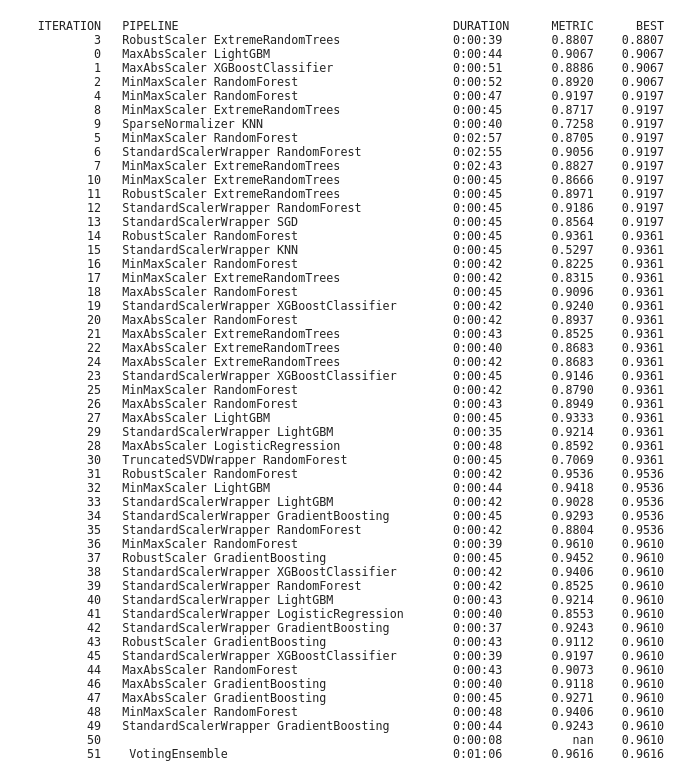 ITERATION PIPELINE DURATION METRIC BEST
3 RobustScaler ExtremeRandomTrees 0:00:39 0.8807 0.8807
0 MaxAbsScaler LightGBM 0:00:44 0.9067 0.9067
1 MaxAbsScaler XGBoostClassifier 0:00:51 0.8886 0.9067
2 MinMaxScaler RandomForest 0:00:52 0.8920 0.9067
4 MinMaxScaler RandomForest 0:00:47 0.9197 0.9197
8 MinMaxScaler ExtremeRandomTrees 0:00:45 0.8717 0.9197
9 SparseNormalizer KNN 0:00:40 0.7258 0.9197
5 MinMaxScaler RandomForest 0:02:57 0.8705 0.9197
6 StandardScalerWrapper RandomForest 0:02:55 0.9056 0.9197
7 MinMaxScaler ExtremeRandomTrees 0:02:43 0.8827 0.9197
10 MinMaxScaler ExtremeRandomTrees 0:00:45 0.8666 0.9197
11 RobustScaler ExtremeRandomTrees 0:00:45 0.8971 0.9197
12 StandardScalerWrapper RandomForest 0:00:45 0.9186 0.9197
13 StandardScalerWrapper SGD 0:00:45 0.8564 0.9197
14 RobustScaler RandomForest 0:00:45 0.9361 0.9361
15 StandardScalerWrapper KNN 0:00:45 0.5297 0.9361
16 MinMaxScaler RandomForest 0:00:42 0.8225 0.9361
17 MinMaxScaler ExtremeRandomTrees 0:00:42 0.8315 0.9361
18 MaxAbsScaler RandomForest 0:00:45 0.9096 0.9361
19 StandardScalerWrapper XGBoostClassifier 0:00:42 0.9240 0.9361
20 MaxAbsScaler RandomForest 0:00:42 0.8937 0.9361
21 MaxAbsScaler ExtremeRandomTrees 0:00:43 0.8525 0.9361
22 MaxAbsScaler ExtremeRandomTrees 0:00:40 0.8683 0.9361
24 MaxAbsScaler ExtremeRandomTrees 0:00:42 0.8683 0.9361
23 StandardScalerWrapper XGBoostClassifier 0:00:45 0.9146 0.9361
25 MinMaxScaler RandomForest 0:00:42 0.8790 0.9361
26 MaxAbsScaler RandomForest 0:00:43 0.8949 0.9361
27 MaxAbsScaler LightGBM 0:00:45 0.9333 0.9361
29 StandardScalerWrapper LightGBM 0:00:35 0.9214 0.9361
28 MaxAbsScaler LogisticRegression 0:00:48 0.8592 0.9361
30 TruncatedSVDWrapper RandomForest 0:00:45 0.7069 0.9361
31 RobustScaler RandomForest 0:00:42 0.9536 0.9536
32 MinMaxScaler LightGBM 0:00:44 0.9418 0.9536
33 StandardScalerWrapper LightGBM 0:00:42 0.9028 0.9536
34 StandardScalerWrapper GradientBoosting 0:00:45 0.9293 0.9536
35 StandardScalerWrapper RandomForest 0:00:42 0.8804 0.9536
36 MinMaxScaler RandomForest 0:00:39 0.9610 0.9610
37 RobustScaler GradientBoosting 0:00:45 0.9452 0.9610
38 StandardScalerWrapper XGBoostClassifier 0:00:42 0.9406 0.9610
39 StandardScalerWrapper RandomForest 0:00:42 0.8525 0.9610
40 StandardScalerWrapper LightGBM 0:00:43 0.9214 0.9610
41 StandardScalerWrapper LogisticRegression 0:00:40 0.8553 0.9610
42 StandardScalerWrapper GradientBoosting 0:00:37 0.9243 0.9610
43 RobustScaler GradientBoosting 0:00:43 0.9112 0.9610
45 StandardScalerWrapper XGBoostClassifier 0:00:39 0.9197 0.9610
44 MaxAbsScaler RandomForest 0:00:43 0.9073 0.9610
46 MaxAbsScaler GradientBoosting 0:00:40 0.9118 0.9610
47 MaxAbsScaler GradientBoosting 0:00:45 0.9271 0.9610
48 MinMaxScaler RandomForest 0:00:48 0.9406 0.9610
49 StandardScalerWrapper GradientBoosting 0:00:44 0.9243 0.9610
50 0:00:08 nan 0.9610
51 VotingEnsemble 0:01:06 0.9616 0.9616